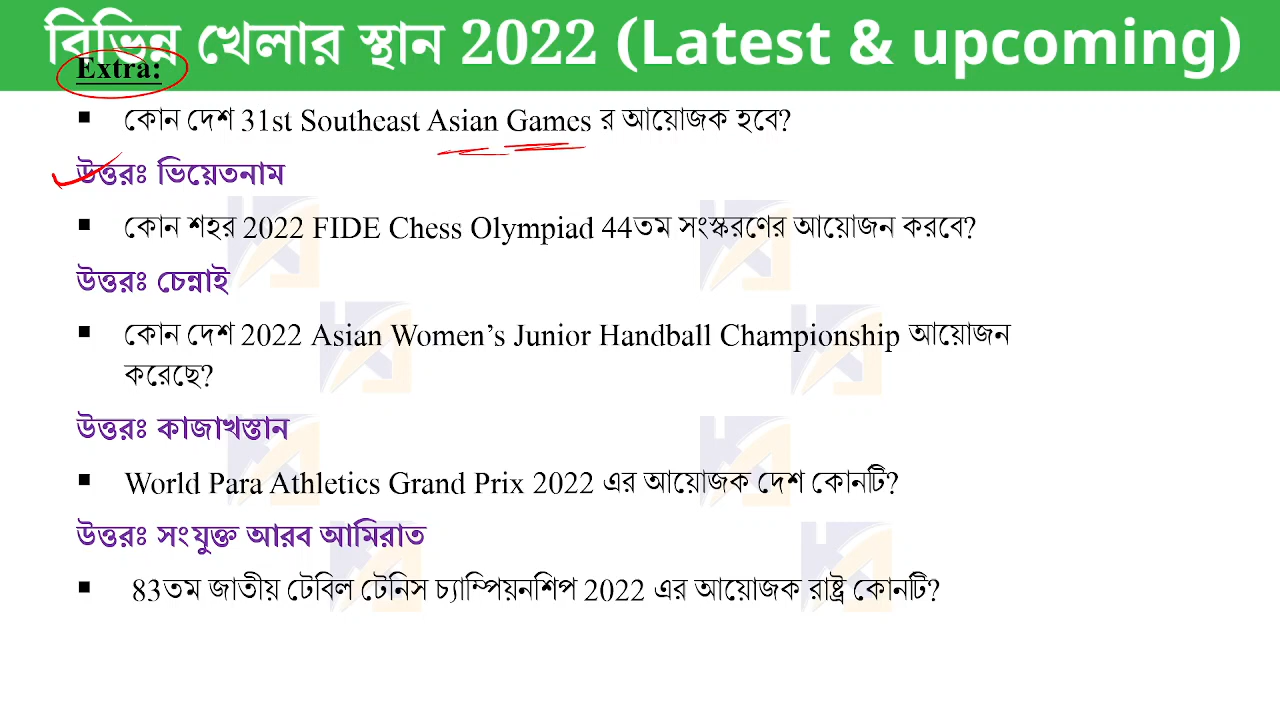 বিভিন্ন খেলার স্থান 2022 (Latest & upcoming)
Extra:
▪ কোন দেশ 31st Southeast Asian Games র আয়োজক হবে?
উত্তরঃ ভিয়েতনাম
▪ কোন শহর 2022 FIDE Chess Olympiad 44তম সংস্করণের আয়োজন করবে?
উত্তরঃ চেন্নাই
▪ কোন দেশ 2022 Asian Women’s Junior Handball Championship আয়োজন
করেছে?
উত্তরঃ কাজাখস্তান
▪ World Para Athletics Grand Prix 2022 এর আয়োজক দেশ কোনটি?
উত্তরঃ সংযুক্ত আরব আমিরাত
▪ 83তম জাতীয় টেবিল টেনিস চ্যাম্পিয়নশিপ 2022 এর আয়োজক রাষ্ট্র কোনটি?